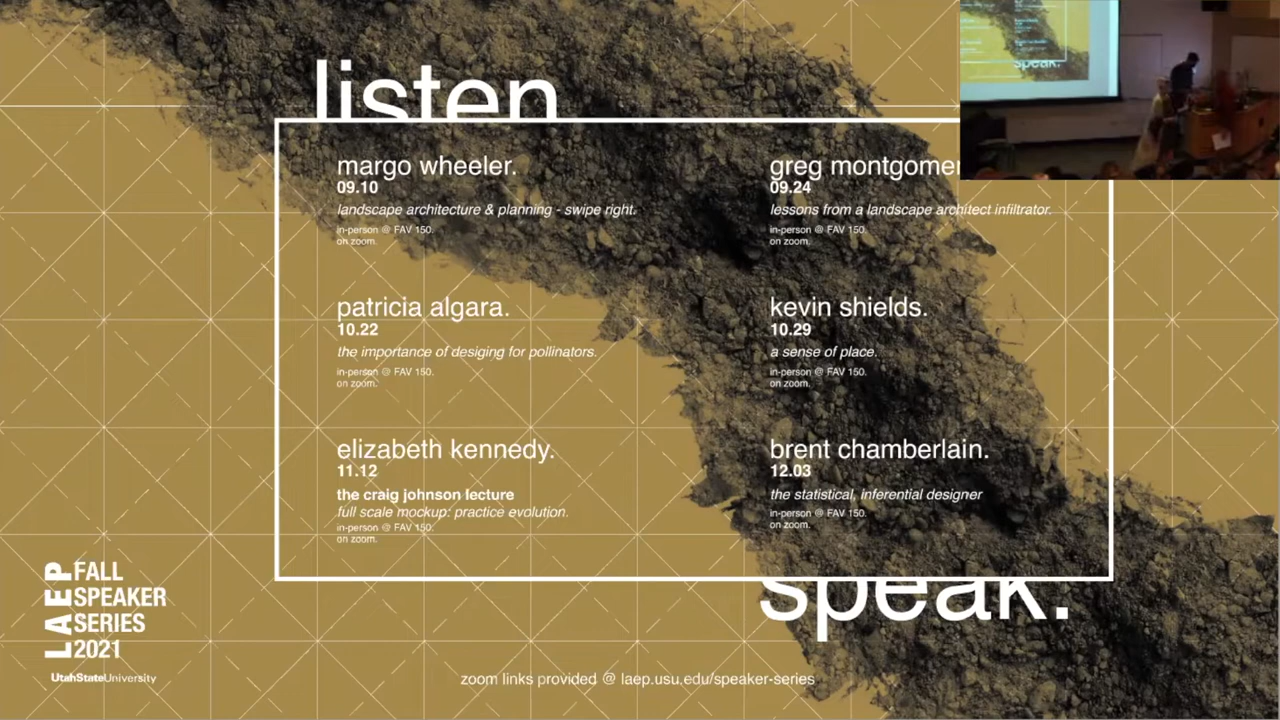 listen
margo wheeler.
09.10
landscape architecture & planning - swipe right.
in-person @ FAV 150.
on zoom.
greg montgomer
09.24
lessons from a landscape architect infiltrator.
in-person @ FAV 150.
on zoom.
patricia algara.
10.22
the importance of desiging for pollinators.
in-person @ FAV 150.
on zoom.
kevin shields.
10.29
a sense of place.
in-person @ FAV 150.
on zoom.
elizabeth kennedy.
11.12
the craig johnson lecture
full scale mockup: practice evolution.
in-person @ FAV 150.
on zoom.
brent chamberlain.
12.03
the statistical, inferential designer
in-person @ FAV 150.
on zoom.
speak.
LAEP
FALL
SPEAKER
SERIES
2021
UtahStateUniversity
zoom links provided @ laep.usu.edu/speaker-series
speak.